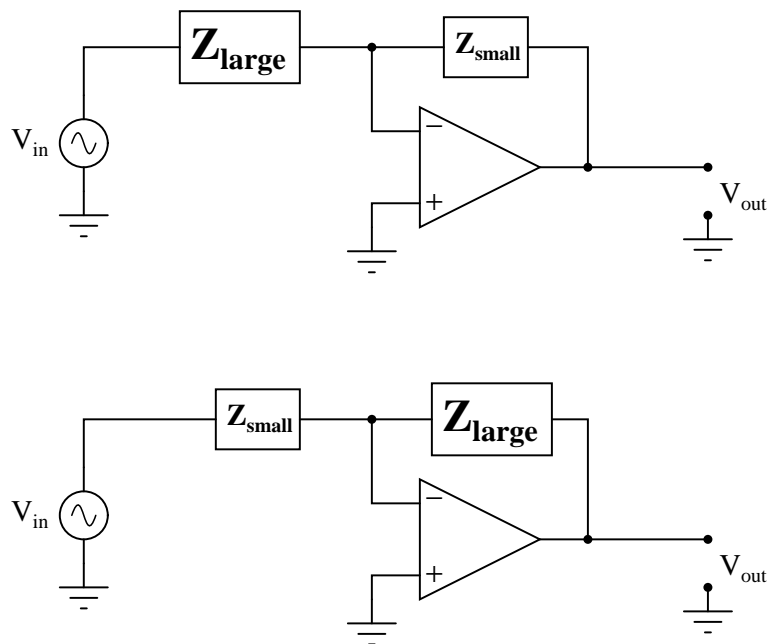 Z_large
Z_small
V_in
−
+
V_out
Z_small
Z_large
V_in
−
+
V_out